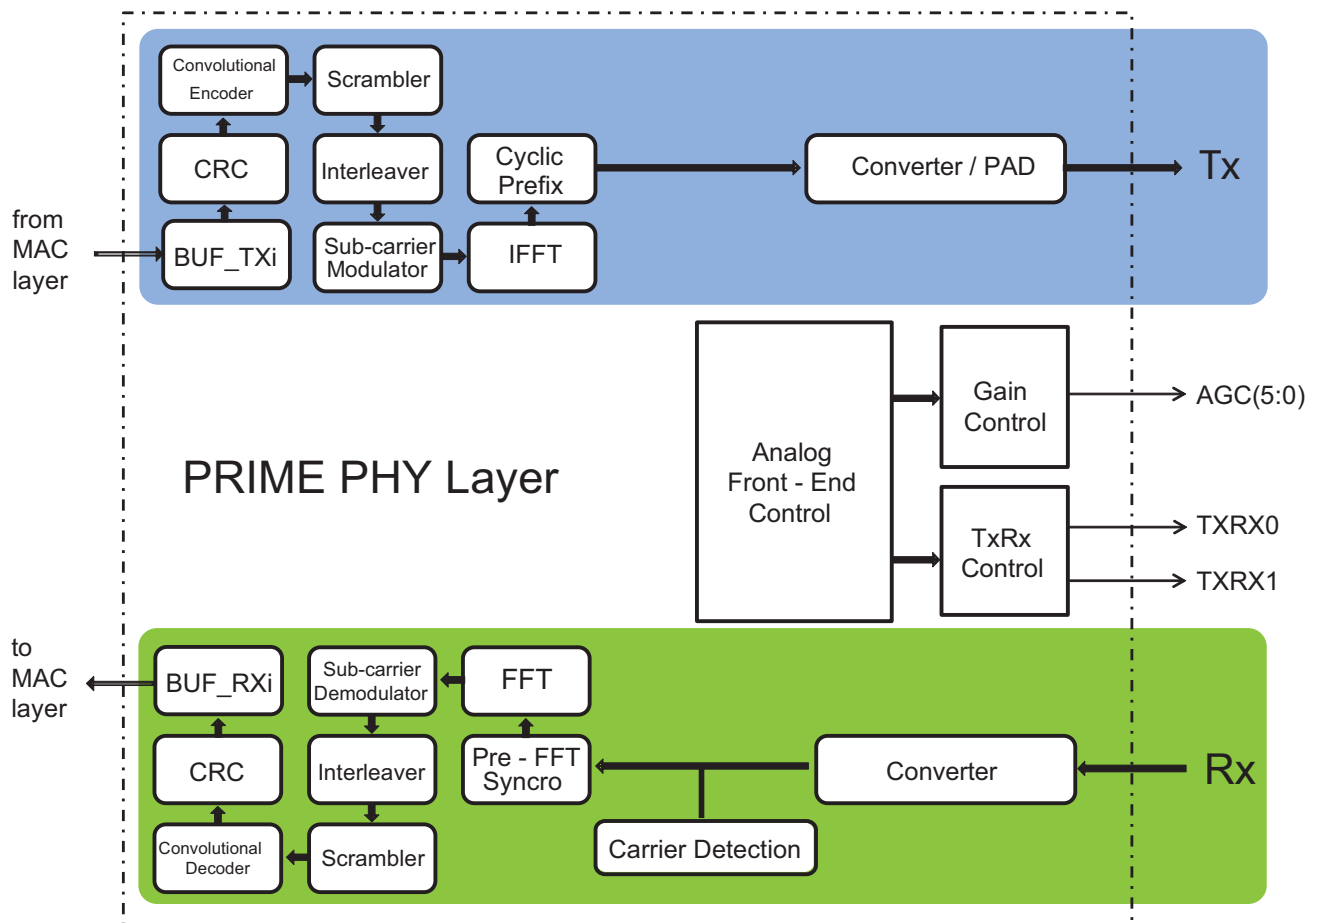 Convolutional
Encoder
Scrambler
CRC
Interleaver
Cyclic
Prefix
Converter / PAD
Tx
from
MAC
layer
BUF_TXi
Sub-carrier
Modulator
IFFT
PRIME PHY Layer
Analog
Front - End
Control
Gain
Control
AGC(5:0)
TxRx
Control
TXRX0
TXRX1
to
MAC
layer
BUF_RXi
Sub-carrier
Demodulator
FFT
CRC
Interleaver
Pre - FFT
Syncro
Converter
Rx
Convolutional
Decoder
Scrambler
Carrier Detection